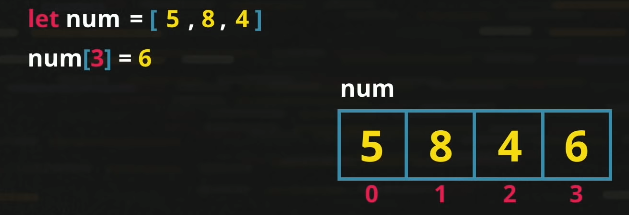 let num = [ 5 , 8 , 4 ]
num[3] = 6
num
5 8 4 6
0 1 2 3